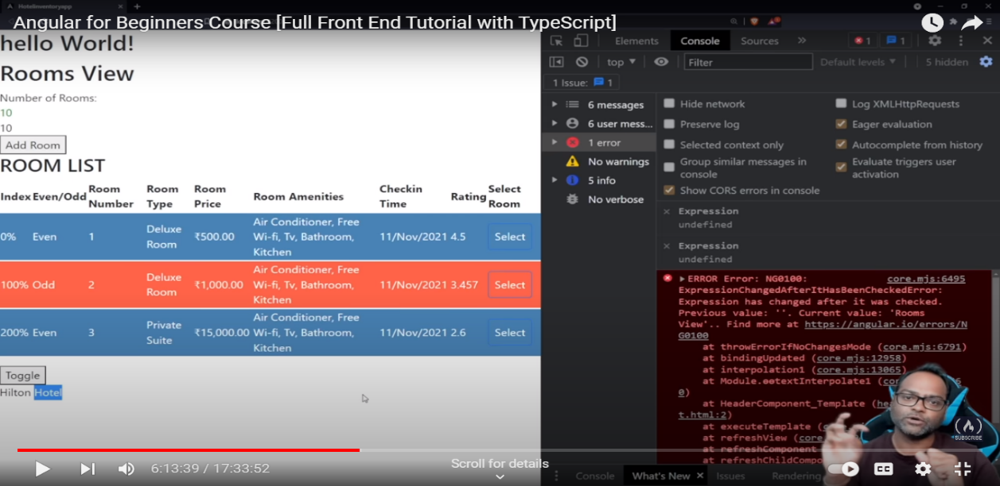 Hotelinventoryapp
Angular for Beginners Course [Full Front End Tutorial with TypeScript]
hello World!
Rooms View
Number of Rooms:
10
10
Add Room
ROOM LIST
Index Even/Odd Room Number Room Type Room Price Room Amenities Checkin Time Rating Select Room
0% Even 1 Deluxe Room ₹500.00 Air Conditioner, Free Wi-fi, Tv, Bathroom, Kitchen 11/Nov/2021 4.5 Select
100% Odd 2 Deluxe Room ₹1,000.00 Air Conditioner, Free Wi-fi, Tv, Bathroom, Kitchen 11/Nov/2021 3.457 Select
200% Even 3 Private Suite ₹15,000.00 Air Conditioner, Free Wi-fi, Tv, Bathroom, Kitchen 11/Nov/2021 2.6 Select
Toggle
Hilton Hotel
Elements Console Sources » 1 1
top Filter Default levels 5 hidden
1 Issue: 1
6 messages
6 user mess...
1 error
No warnings
5 info
No verbose
Hide network
Log XMLHttpRequests
Preserve log
Eager evaluation
Selected context only
Autocomplete from history
Group similar messages in
console
Evaluate triggers user
activation
Show CORS errors in console
Expression
undefined
Expression
undefined
ERROR Error: NG0100: core.mjs:6495
ExpressionChangedAfterItHasBeenCheckedError:
Expression has changed after it was checked.
Previous value: ''. Current value: 'Rooms
View'.. Find more at https://angular.io/errors/N
G0100
at throwErrorIfNoChangesMode (core.mjs:6791)
at bindingUpdated (core.mjs:12958)
at interpolation1 (core.mjs:13065)
at Module.ɵɵtextInterpolate1 (
0)
at HeaderComponent_Template (
t.html:2)
at executeTemplate (
at refreshView (core
at refreshComponent
at refreshChildCompo
SUBSCRIBE
6:13:39 / 17:33:52
Scroll for details
CC
Console What's New × Issues Rendering